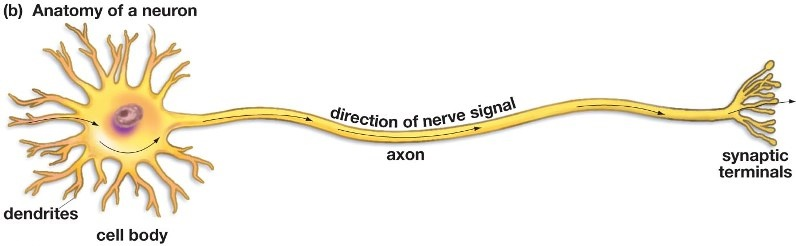 (b) Anatomy of a neuron
direction of nerve signal
axon
synaptic
terminals
dendrites
cell body